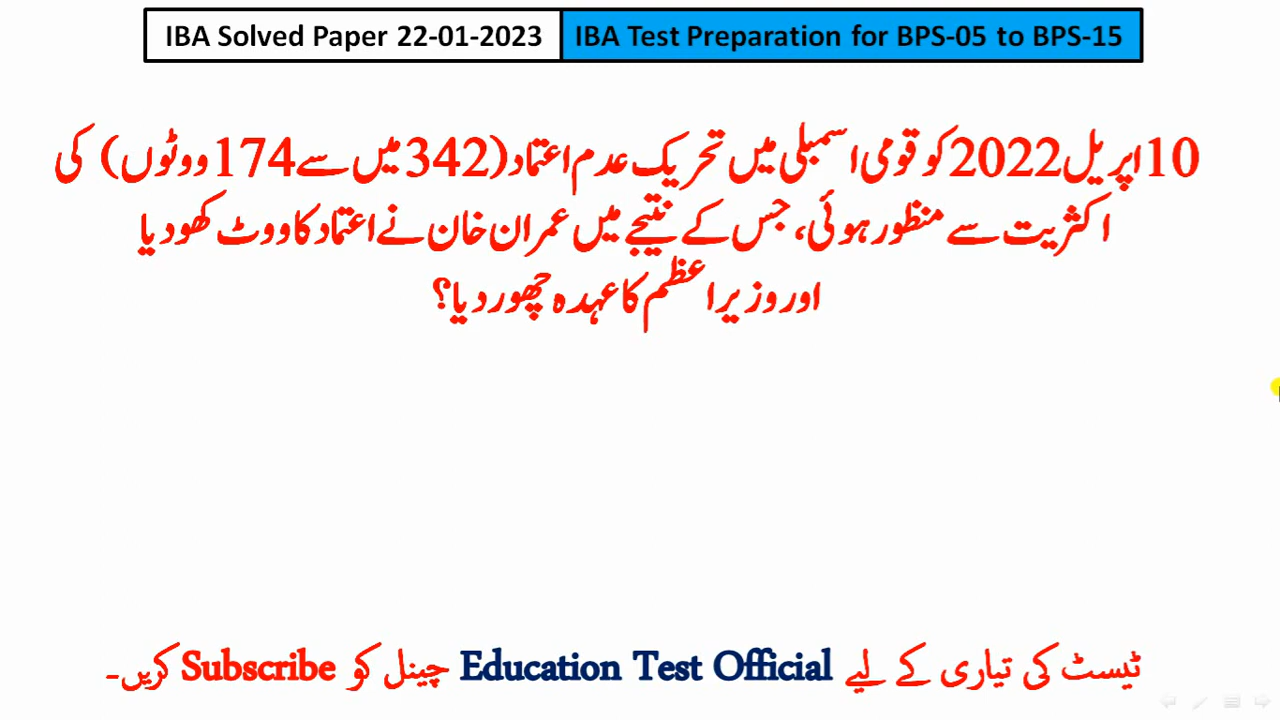 IBA Solved Paper 22-01-2023 IBA Test Preparation for BPS-05 to BPS-15
10 اپریل 2022 کو قومی اسمبلی میں تحریک عدم اعتماد (342 میں سے 174 ووٹوں) کی
اکثریت سے منظور ہوئی، جس کے نتیجے میں عمران خان نے اعتماد کا ووٹ کھو دیا
اور وزیر اعظم کا عہدہ چھور دیا؟
ٹیسٹ کی تیاری کے لیے Education Test Official چینل کو Subscribe کریں۔